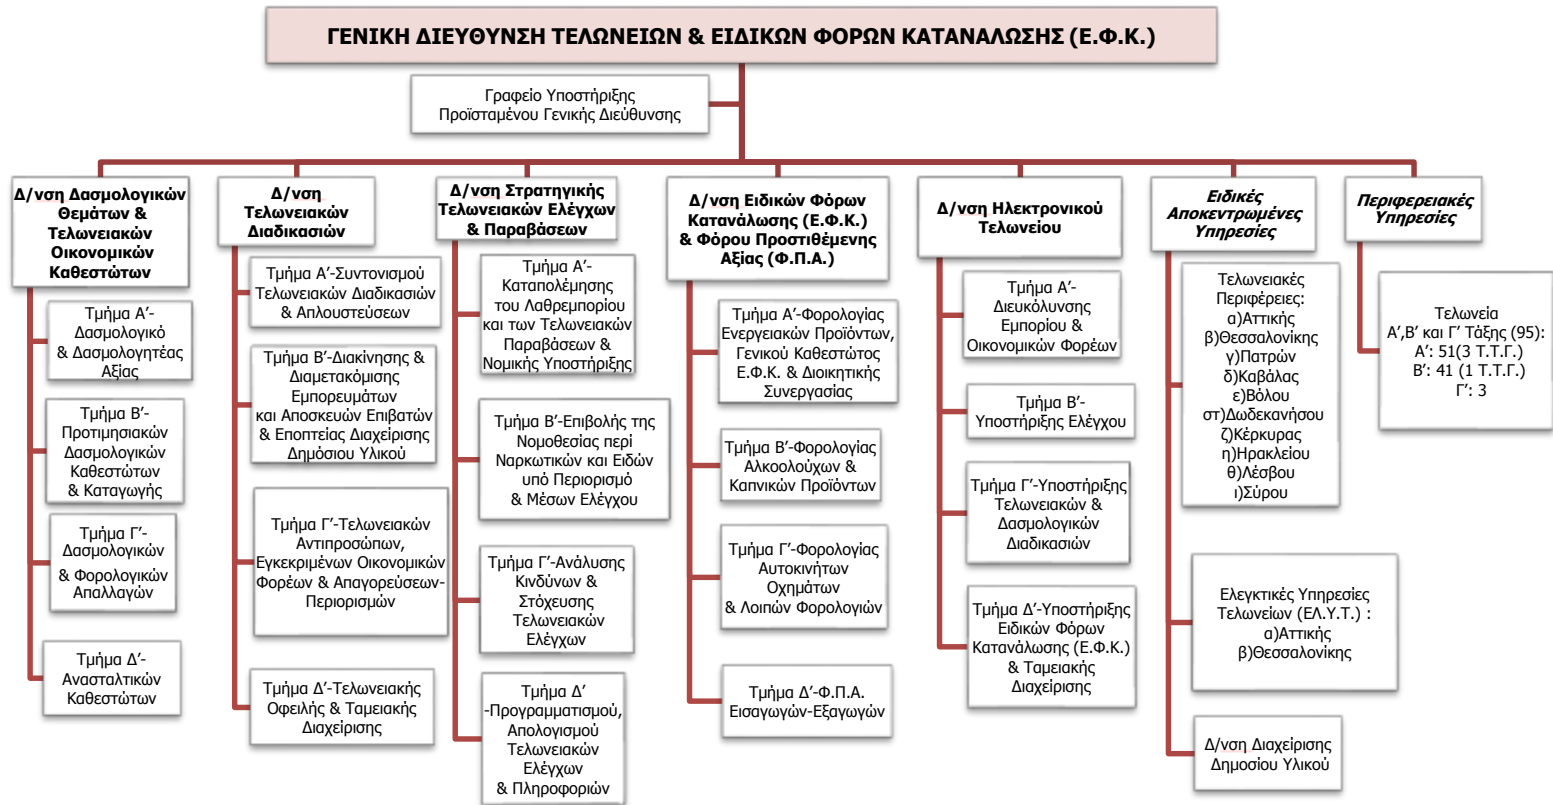 ΓΕΝΙΚΗ ΔΙΕΥΘΥΝΣΗ ΤΕΛΩΝΕΙΩΝ & ΕΙΔΙΚΩΝ ΦΟΡΩΝ ΚΑΤΑΝΑΛΩΣΗΣ (Ε.Φ.Κ.)
Γραφείο Υποστήριξης
Προϊσταμένου Γενικής Διεύθυνσης
Δ/νση Δασμολογικών
Θεμάτων &
Τελωνειακών
Οικονομικών
Καθεστώτων
Τμήμα Α’-
Δασμολογικό
& Δασμολογητέας
Αξίας
Τμήμα Β’-
Προτιμησιακών
Δασμολογικών
Καθεστώτων
& Καταγωγής
Τμήμα Γ’-
Δασμολογικών
& Φορολογικών
Απαλλαγών
Τμήμα Δ’-
Ανασταλτικών
Καθεστώτων
Δ/νση
Τελωνειακών
Διαδικασιών
Τμήμα Α’-Συντονισμού
Τελωνειακών Διαδικασιών
& Απλουστεύσεων
Τμήμα Β’-Διακίνησης &
Διαμετακόμισης
Εμπορευμάτων
και Αποσκευών Επιβατών
& Εποπτείας Διαχείρισης
Δημόσιου Υλικού
Τμήμα Γ’-Τελωνειακών
Αντιπροσώπων,
Εγκεκριμένων Οικονομικών
Φορέων & Απαγορεύσεων-
Περιορισμών
Τμήμα Δ’-Τελωνειακής
Οφειλής & Ταμειακής
Διαχείρισης
Δ/νση Στρατηγικής
Τελωνειακών Ελέγχων
& Παραβάσεων
Τμήμα Α’-
Καταπολέμησης
του Λαθρεμπορίου
και των Τελωνειακών
Παραβάσεων &
Νομικής Υποστήριξης
Τμήμα Β’-Επιβολής της
Νομοθεσίας περί
Ναρκωτικών και Ειδών
υπό Περιορισμό
& Μέσων Ελέγχου
Τμήμα Γ’-Ανάλυσης
Κινδύνων &
Στόχευσης
Τελωνειακών
Ελέγχων
Τμήμα Δ’
-Προγραμματισμού,
Απολογισμού
Τελωνειακών
Ελέγχων
& Πληροφοριών
Δ/νση Ειδικών Φόρων
Κατανάλωσης (Ε.Φ.Κ.)
& Φόρου Προστιθέμενης
Αξίας (Φ.Π.Α.)
Τμήμα Α’-Φορολογίας
Ενεργειακών Προϊόντων,
Γενικού Καθεστώτος
Ε.Φ.Κ. & Διοικητικής
Συνεργασίας
Τμήμα Β’-Φορολογίας
Αλκοολούχων &
Καπνικών Προϊόντων
Τμήμα Γ’-Φορολογίας
Αυτοκινήτων
Οχημάτων
& Λοιπών Φορολογιών
Τμήμα Δ’-Φ.Π.Α.
Εισαγωγών-Εξαγωγών
Δ/νση Ηλεκτρονικού
Τελωνείου
Τμήμα Α’-
Διευκόλυνσης
Εμπορίου &
Οικονομικών Φορέων
Τμήμα Β’-
Υποστήριξης Ελέγχου
Τμήμα Γ’-Υποστήριξης
Τελωνειακών &
Δασμολογικών
Διαδικασιών
Τμήμα Δ’-Υποστήριξης
Ειδικών Φόρων
Κατανάλωσης (Ε.Φ.Κ.)
& Ταμειακής
Διαχείρισης
Ειδικές
Αποκεντρωμένες
Υπηρεσίες
Τελωνειακές
Περιφέρειες:
α)Αττικής
β)Θεσσαλονίκης
γ)Πατρών
δ)Καβάλας
ε)Βόλου
στ)Δωδεκανήσου
ζ)Κέρκυρας
η)Ηρακλείου
θ)Λέσβου
ι)Σύρου
Ελεγκτικές Υπηρεσίες
Τελωνείων (ΕΛ.Υ.Τ.) :
α)Αττικής
β)Θεσσαλονίκης
Δ/νση Διαχείρισης
Δημοσίου Υλικού
Περιφερειακές
Υπηρεσίες
Τελωνεία
Α’,Β’ και Γ’ Τάξης (95):
Α’: 51(3 Τ.Τ.Γ.)
Β’: 41 (1 Τ.Τ.Γ.)
Γ’: 3